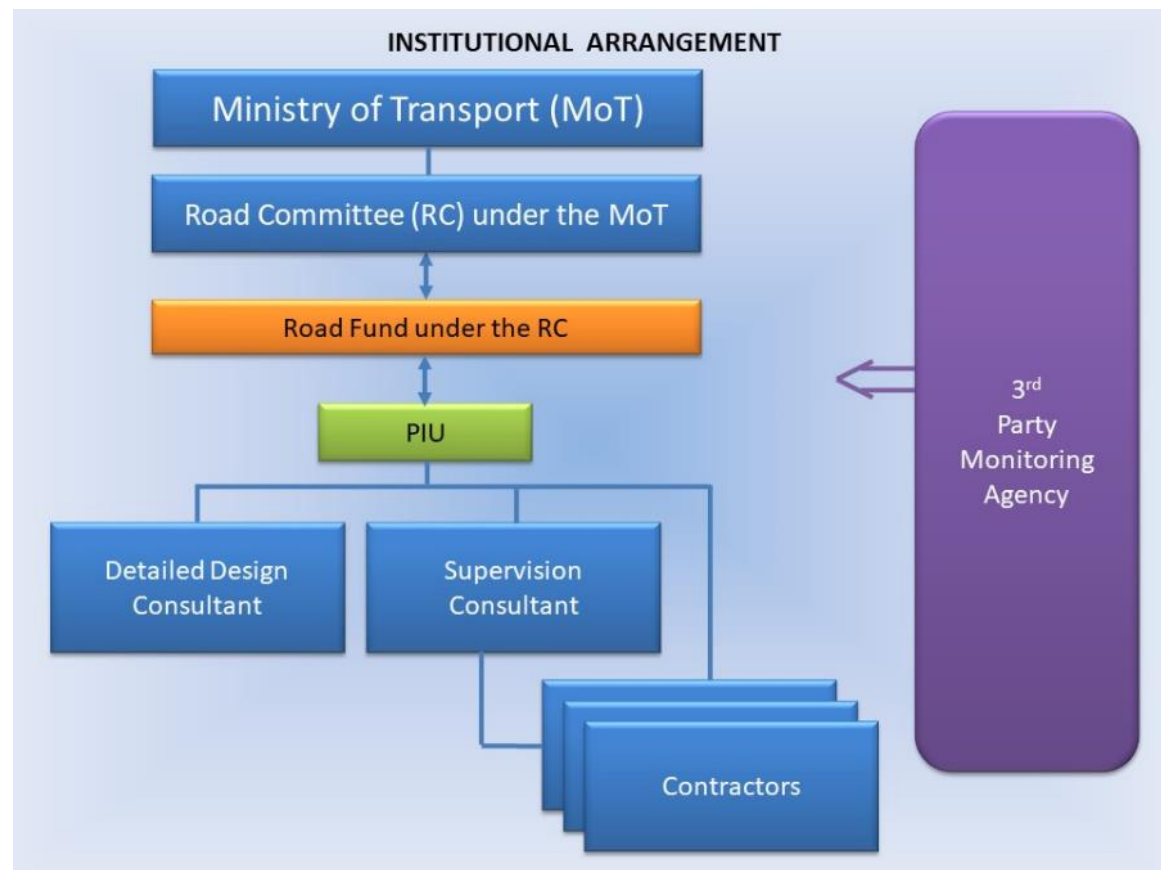 INSTITUTIONAL ARRANGEMENT
Ministry of Transport (MoT)
Road Committee (RC) under the MoT
Road Fund under the RC
PIU
Detailed Design
Consultant
Supervision
Consultant
Contractors
3rd
Party
Monitoring
Agency